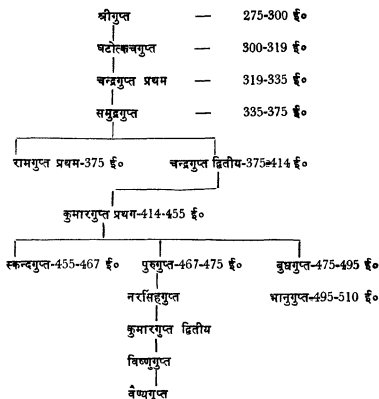 श्रीगुप्त — 275-300 ई०
घटोत्कचगुप्त — 300-319 ई०
चन्द्रगुप्त प्रथम — 319-335 ई०
समुद्रगुप्त — 335-375 ई०
रामगुप्त प्रथम-375 ई० चन्द्रगुप्त द्वितीय-375-414 ई०
कुमारगुप्त प्रथम-414-455 ई०
स्कन्दगुप्त-455-467 ई० पुरुगुप्त-467-475 ई० बुधगुप्त-475-495 ई०
नरसिंहगुप्त भानुगुप्त-495-510 ई०
कुमारगुप्त द्वितीय
विष्णुगुप्त
वैण्यगुप्त